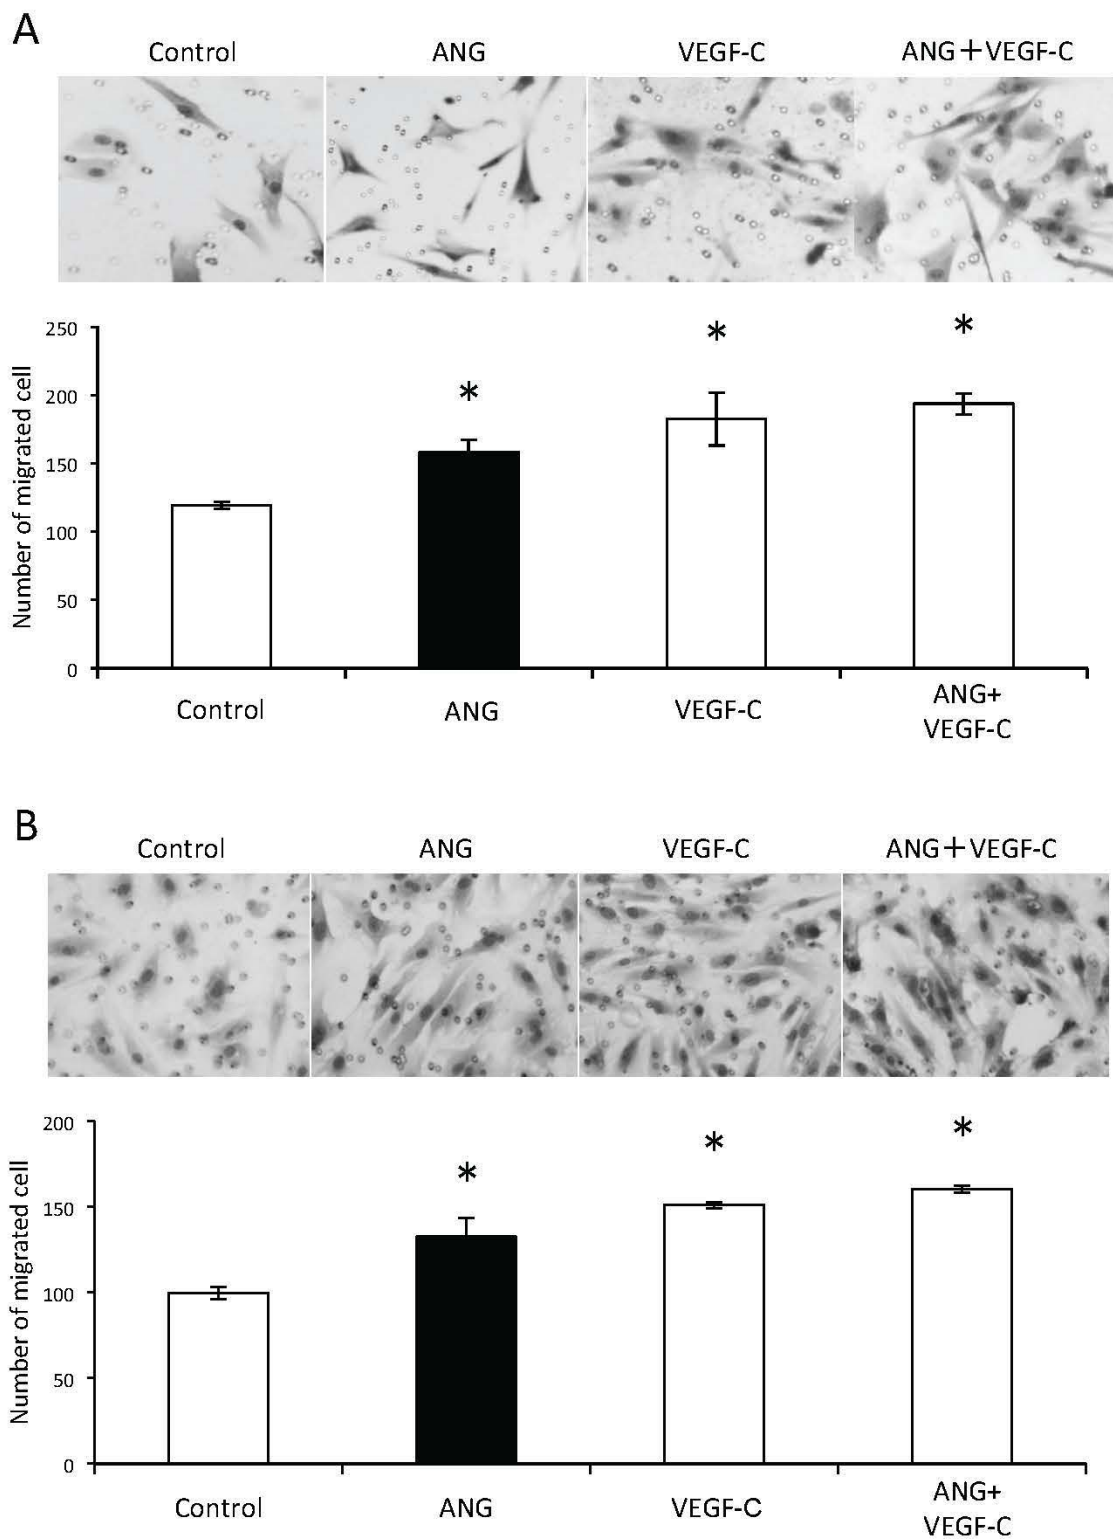 A
Control ANG VEGF-C ANG+VEGF-C
Number of migrated cell
250
200
150
100
50
0
* * *
Control ANG VEGF-C ANG+
VEGF-C
B
Control ANG VEGF-C ANG+VEGF-C
Number of migrated cell
200
150
100
50
0
* * *
Control ANG VEGF-C ANG+
VEGF-C